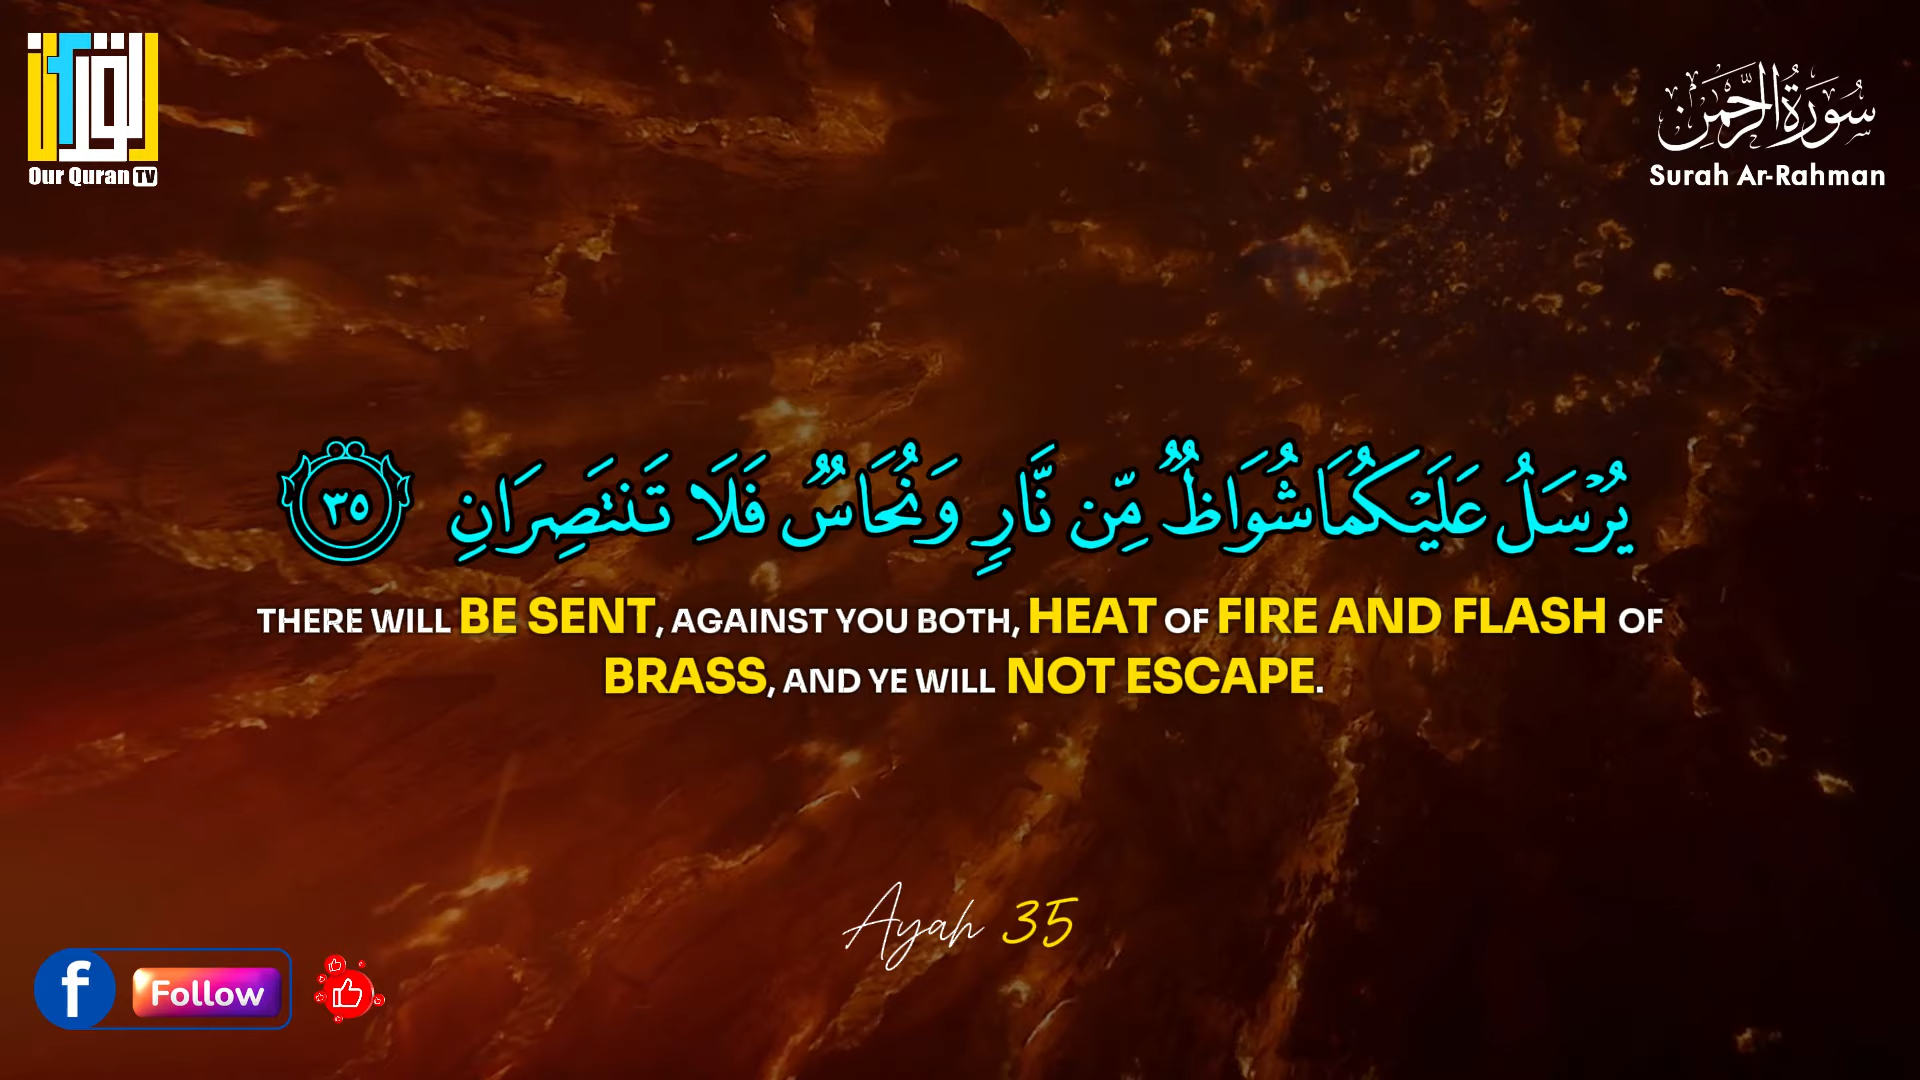 القرآن
Our Quran TV
سُورَةُ الرَّحْمَٰن
Surah Ar-Rahman
يُرْسَلُ عَلَيْكُمَا شُوَاظٌ مِّن نَّارٍ وَنُحَاسٌ فَلَا تَنتَصِرَانِ ٣٥
THERE WILL BE SENT, AGAINST YOU BOTH, HEAT OF FIRE AND FLASH OF
BRASS, AND YE WILL NOT ESCAPE.
Ayah 35
f Follow